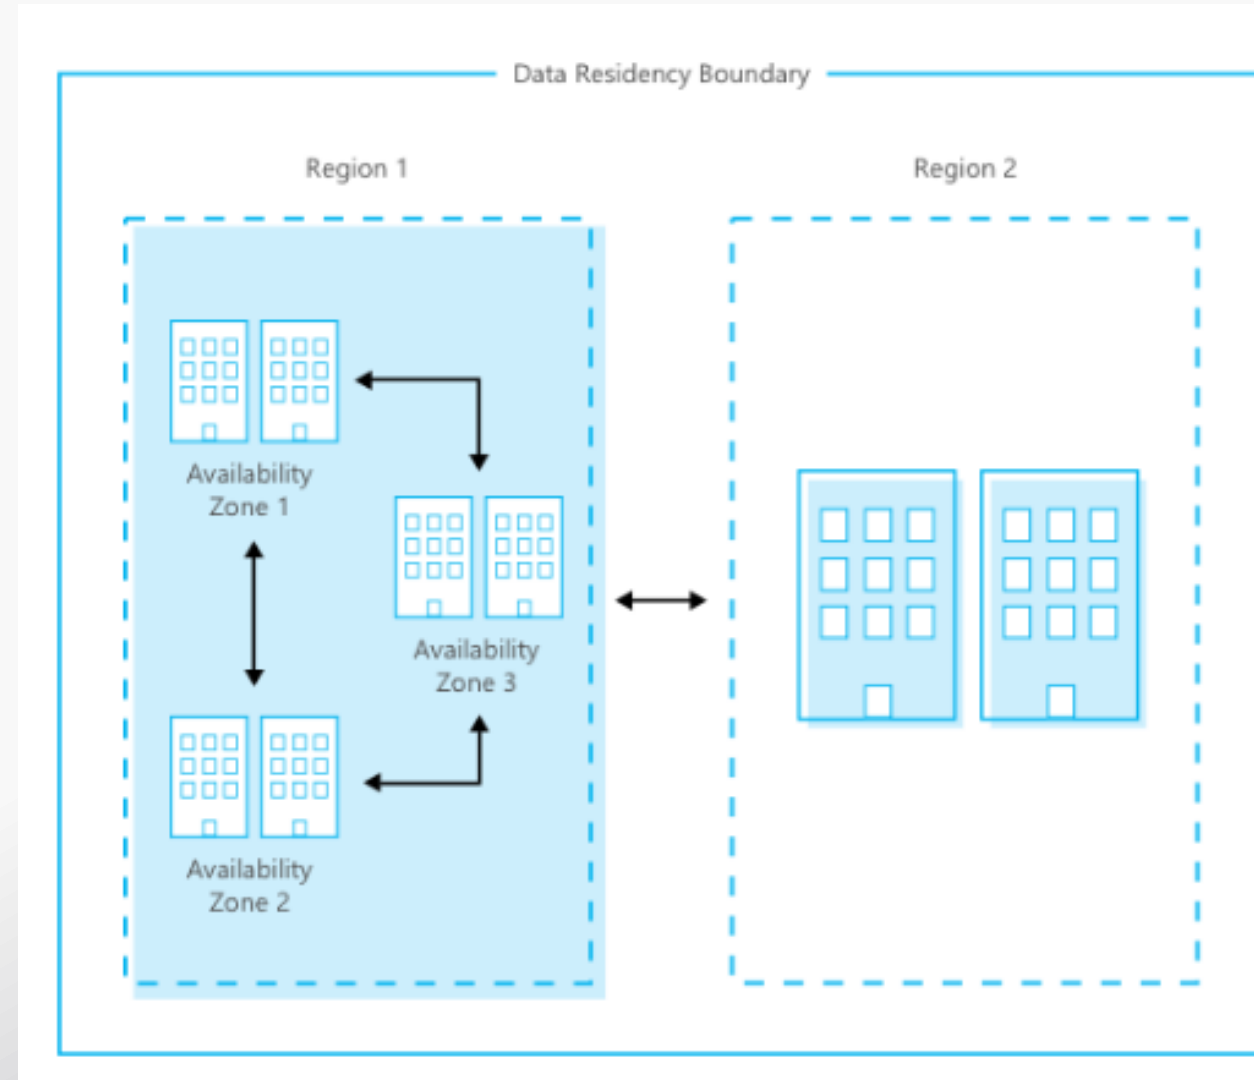 Data Residency Boundary
Region 1
Region 2
Availability
Zone 1
Availability
Zone 3
Availability
Zone 2